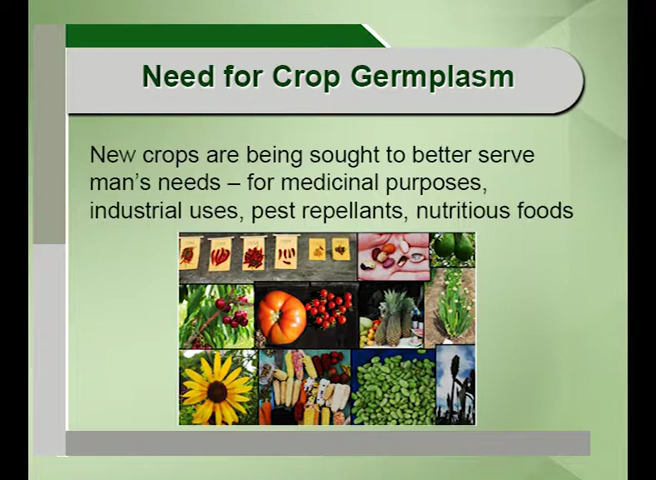 Need for Crop Germplasm
New crops are being sought to better serve
man's needs – for medicinal purposes,
industrial uses, pest repellants, nutritious foods